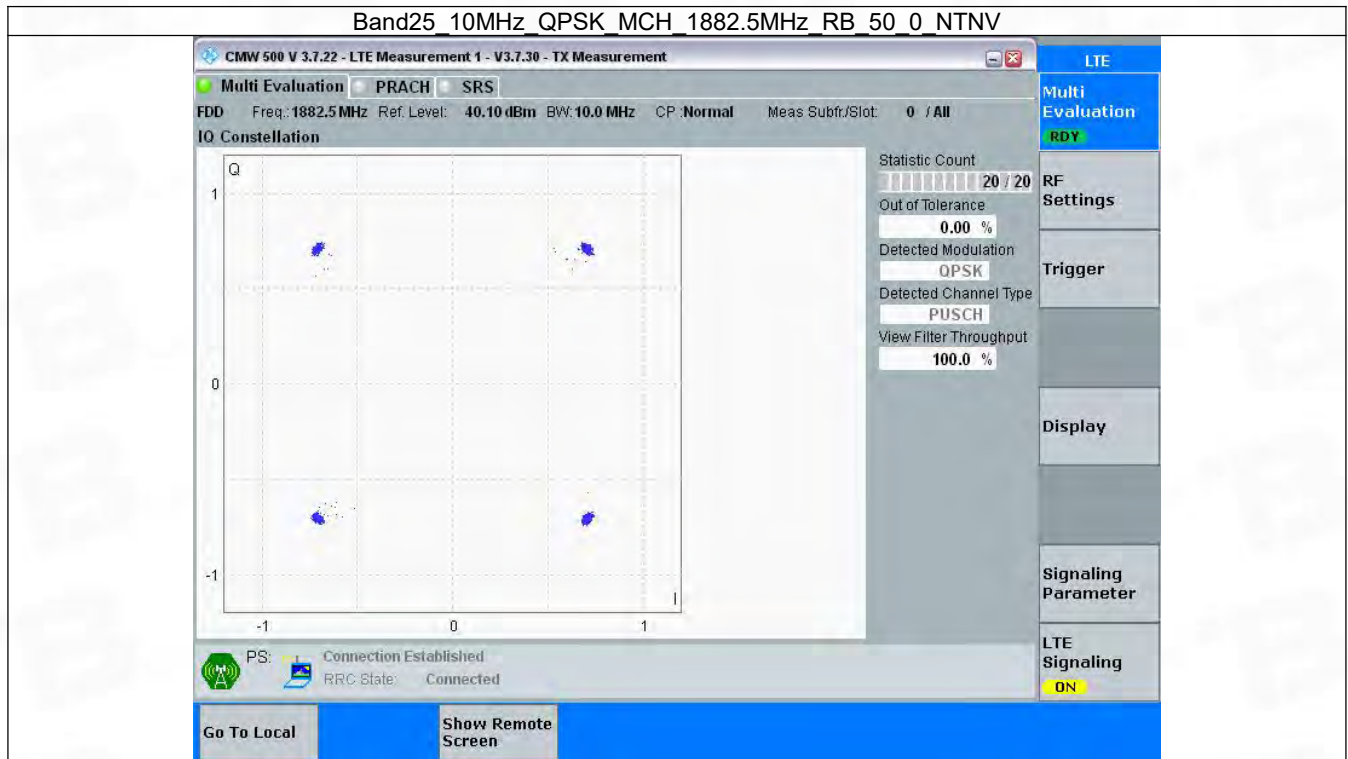 Band25_10MHz_QPSK_MCH_1882.5MHz_RB_50_0_NTNV
CMW 500 V 3.7.22 - LTE Measurement 1 - V3.7.30 - TX Measurement
LTE
Multi Evaluation PRACH SRS
FDD Freq.: 1882.5 MHz Ref. Level: 40.10 dBm BW: 10.0 MHz CP : Normal Meas Subfr./Slot: 0 / All
IQ Constellation
Q
1
0
-1
-1 0 1
I
Statistic Count
20 / 20
Out of Tolerance
0.00 %
Detected Modulation
QPSK
Detected Channel Type
PUSCH
View Filter Throughput
100.0 %
Multi
Evaluation
RDY
RF
Settings
Trigger
Display
Signaling
Parameter
LTE
Signaling
ON
PS: Connection Established
RRC State: Connected
Go To Local
Show Remote
Screen